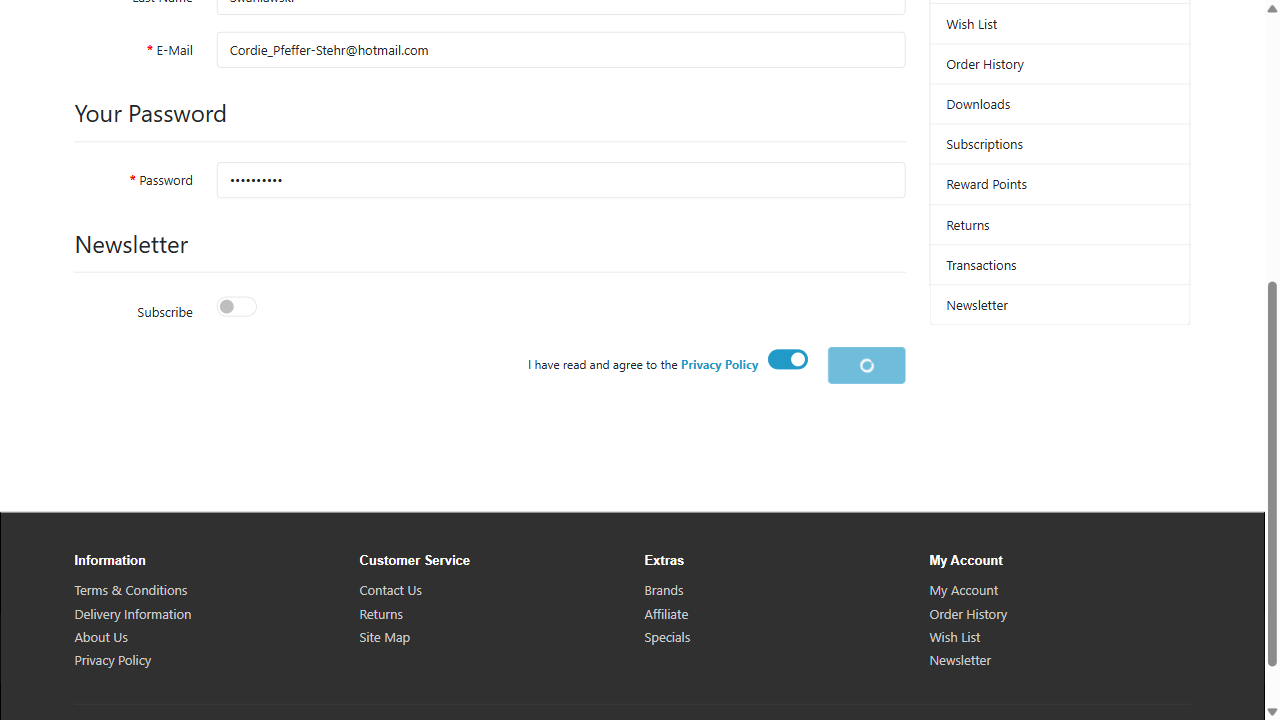 * E-Mail
Cordie_Pfeffer-Stehr@hotmail.com
Your Password
* Password
••••••••••
Newsletter
Subscribe
I have read and agree to the Privacy Policy
Wish List
Order History
Downloads
Subscriptions
Reward Points
Returns
Transactions
Newsletter
Information
Terms & Conditions
Delivery Information
About Us
Privacy Policy
Customer Service
Contact Us
Returns
Site Map
Extras
Brands
Affiliate
Specials
My Account
My Account
Order History
Wish List
Newsletter